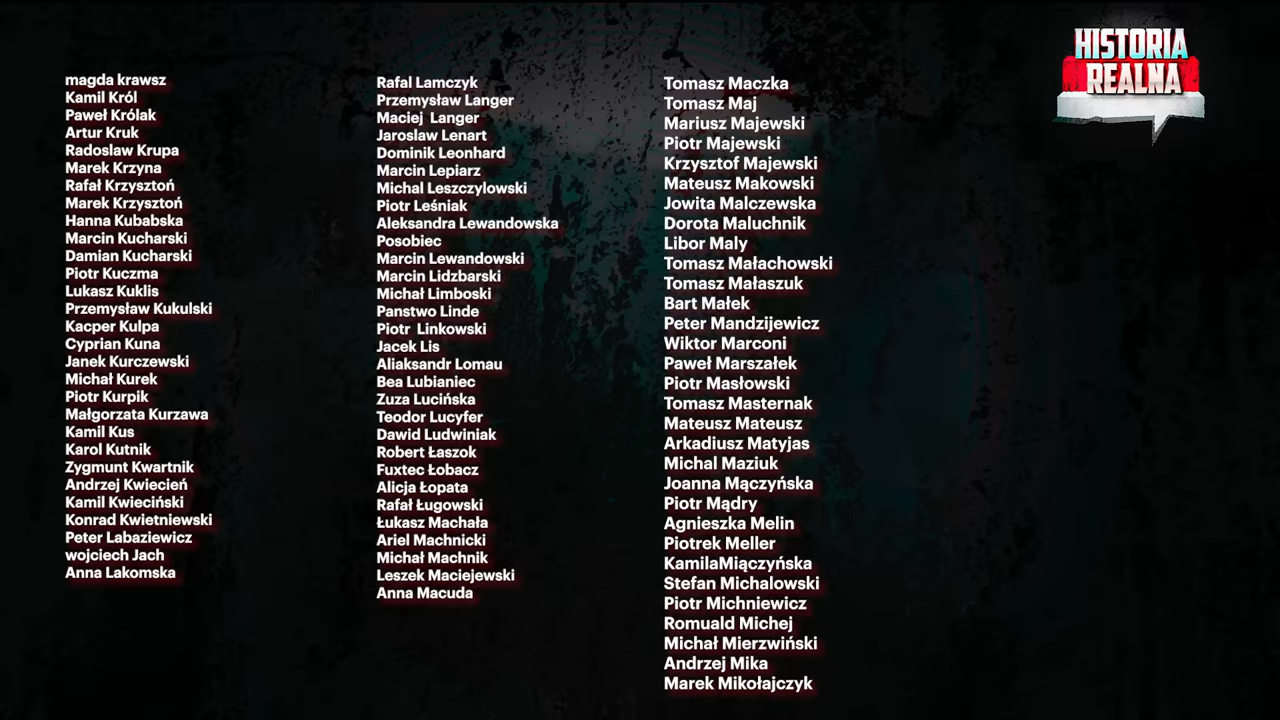 magda krawsz
Kamil Król
Paweł Królak
Artur Kruk
Radoslaw Krupa
Marek Krzyna
Rafał Krzysztoń
Marek Krzysztoń
Hanna Kubabska
Marcin Kucharski
Damian Kucharski
Piotr Kuczma
Lukasz Kuklis
Przemysław Kukulski
Kacper Kulpa
Cyprian Kuna
Janek Kurczewski
Michał Kurek
Piotr Kurpik
Małgorzata Kurzawa
Kamil Kus
Karol Kutnik
Zygmunt Kwartnik
Andrzej Kwiecień
Kamil Kwieciński
Konrad Kwietniewski
Peter Labaziewicz
wojciech Jach
Anna Lakomska
Rafal Lamczyk
Przemysław Langer
Maciej  Langer
Jaroslaw Lenart
Dominik Leonhard
Marcin Lepiarz
Michal Leszczylowski
Piotr Leśniak
Aleksandra Lewandowska
Posobiec
Marcin Lewandowski
Marcin Lidzbarski
Michał Limboski
Panstwo Linde
Piotr  Linkowski
Jacek Lis
Aliaksandr Lomau
Bea Lubianiec
Zuza Lucińska
Teodor Lucyfer
Dawid Ludwiniak
Robert Łaszok
Fuxtec Łobacz
Alicja Łopata
Rafał Ługowski
Łukasz Machała
Ariel Machnicki
Michał Machnik
Leszek Maciejewski
Anna Macuda
Tomasz Maczka
Tomasz Maj
Mariusz Majewski
Piotr Majewski
Krzysztof Majewski
Mateusz Makowski
Jowita Malczewska
Dorota Maluchnik
Libor Maly
Tomasz Małachowski
Tomasz Małaszuk
Bart Małek
Peter Mandzijewicz
Wiktor Marconi
Paweł Marszałek
Piotr Masłowski
Tomasz Masternak
Mateusz Mateusz
Arkadiusz Matyjas
Michal Maziuk
Joanna Mączyńska
Piotr Mądry
Agnieszka Melin
Piotrek Meller
KamilaMiączyńska
Stefan Michalowski
Piotr Michniewicz
Romuald Michej
Michał Mierzwiński
Andrzej Mika
Marek Mikołajczyk
HISTORIA
REALNA